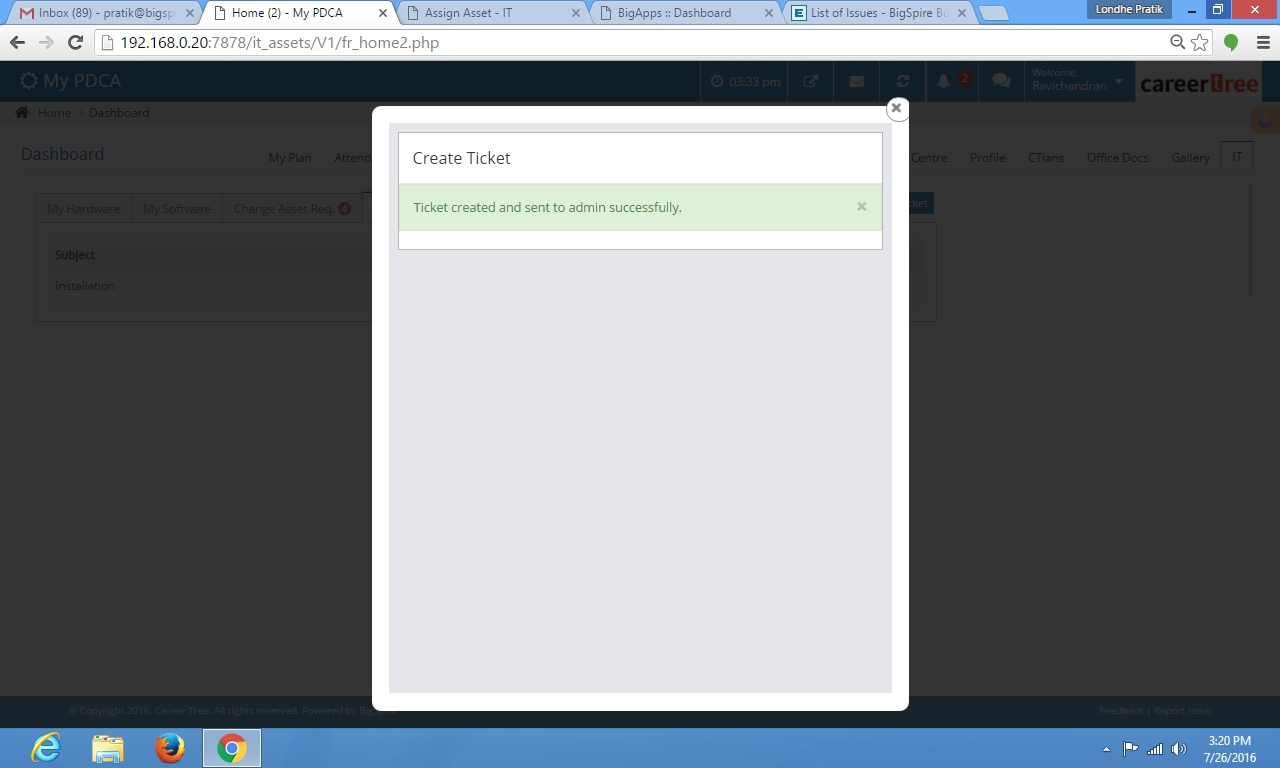 Londhe Pratik
Inbox (89) - pratik@bigsp
Home (2) - My PDCA
Assign Asset - IT
BigApps :: Dashboard
List of Issues - BigSpire Bu
192.168.0.20:7878/it_assets/V1/fr_home2.php
My PDCA
03:33 pm
2
Welcome,
Ravichandran
careertree
Home > Dashboard
Dashboard
My Plan
Attend
Centre
Profile
CTians
Office Docs
Gallery
IT
My Hardware
My Software
Change Asset Req. 4
cket
Subject
Installation
Create Ticket
Ticket created and sent to admin successfully.
© Copyright 2016. Career Tree. All rights reserved. Powered by BigSpire
Feedback | Report Issue
3:20 PM
7/26/2016